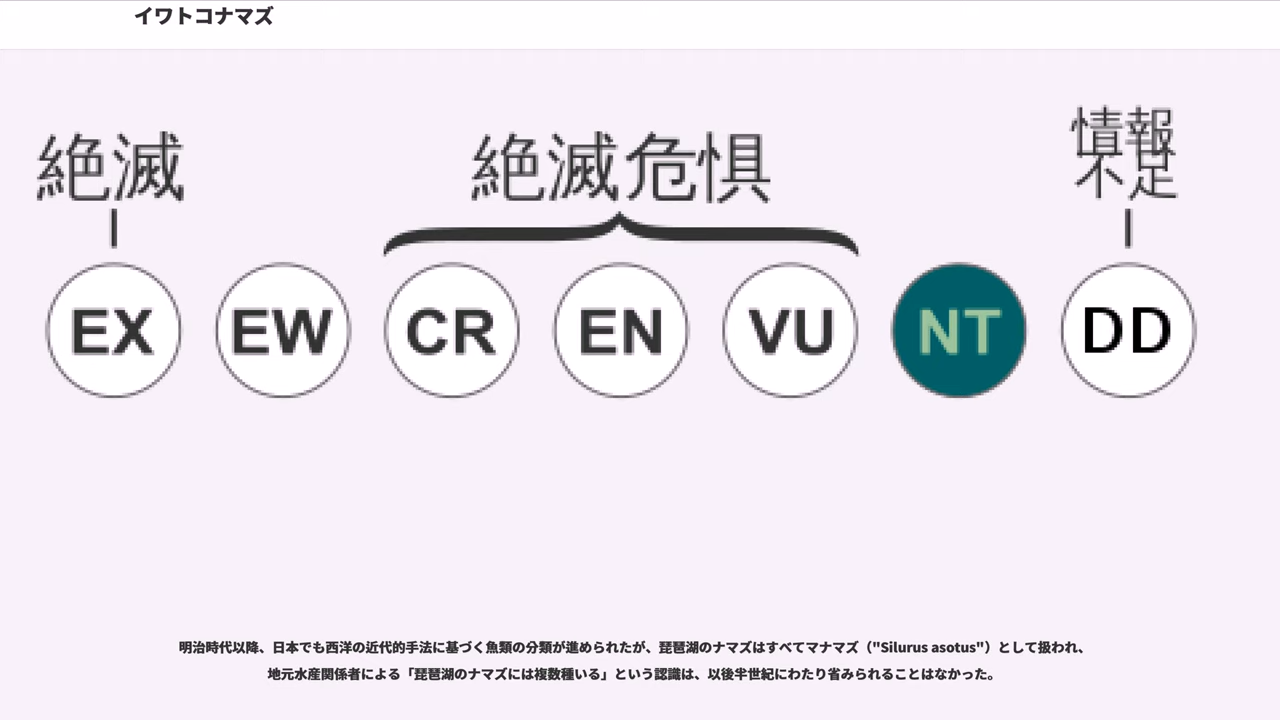 イワトコナマズ
絶滅
絶滅危惧
情報
不足
EX EW CR EN VU NT DD
明治時代以降、日本でも西洋の近代的手法に基づく魚類の分類が進められたが、琵琶湖のナマズはすべてマナマズ（"Silurus asotus"）として扱われ、
地元水産関係者による「琵琶湖のナマズには複数種いる」という認識は、以後半世紀にわたり省みられることはなかった。